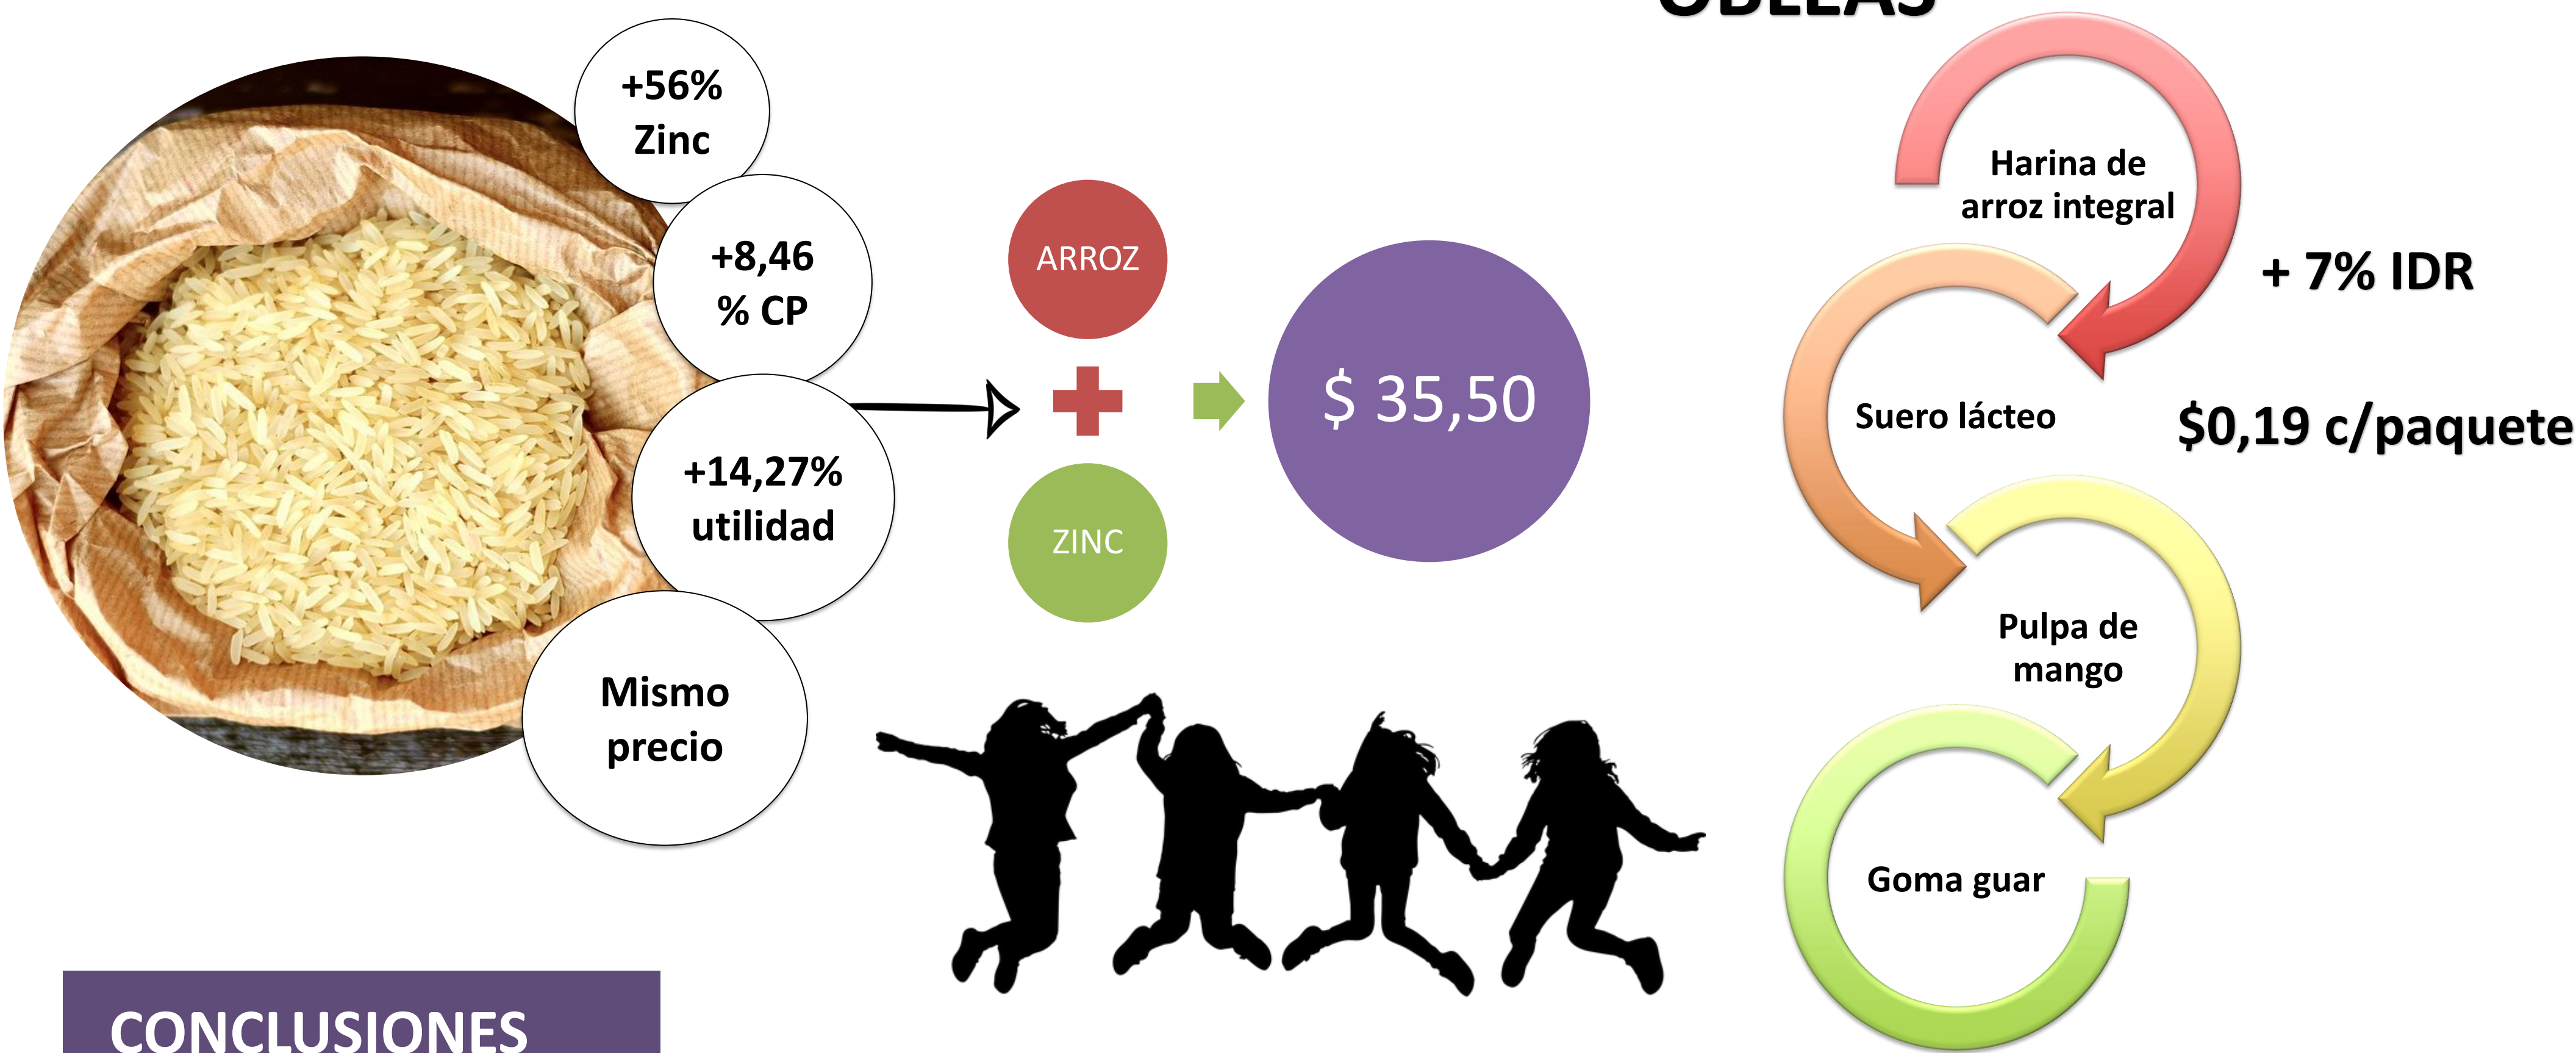 OBLEAS
+56%
Zinc
+8,46
% CP
+14,27%
utilidad
Mismo
precio
ARROZ
ZINC
$ 35,50
Harina de
arroz integral
Suero lácteo
Pulpa de
mango
Goma guar
+ 7% IDR
$0,19 c/paquete
CONCLUSIONES